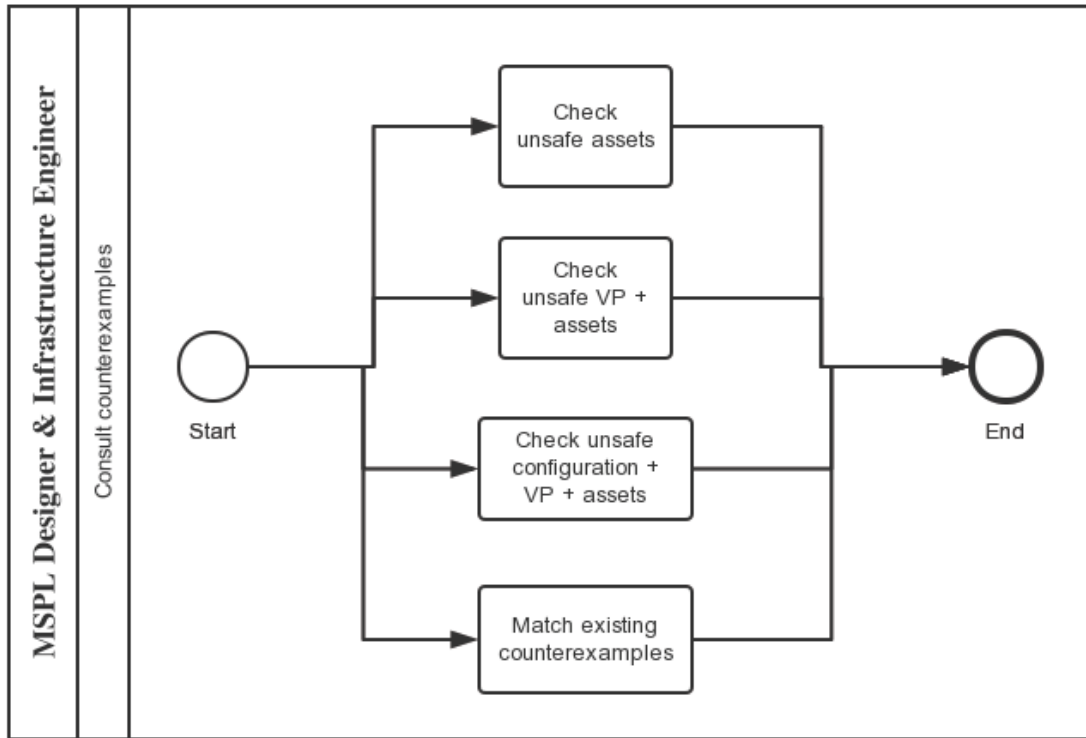 MSPL Designer & Infrastructure Engineer
Consult counterexamples
Start
Check
unsafe assets
Check
unsafe VP +
assets
Check unsafe
configuration +
VP + assets
Match existing
counterexamples
End